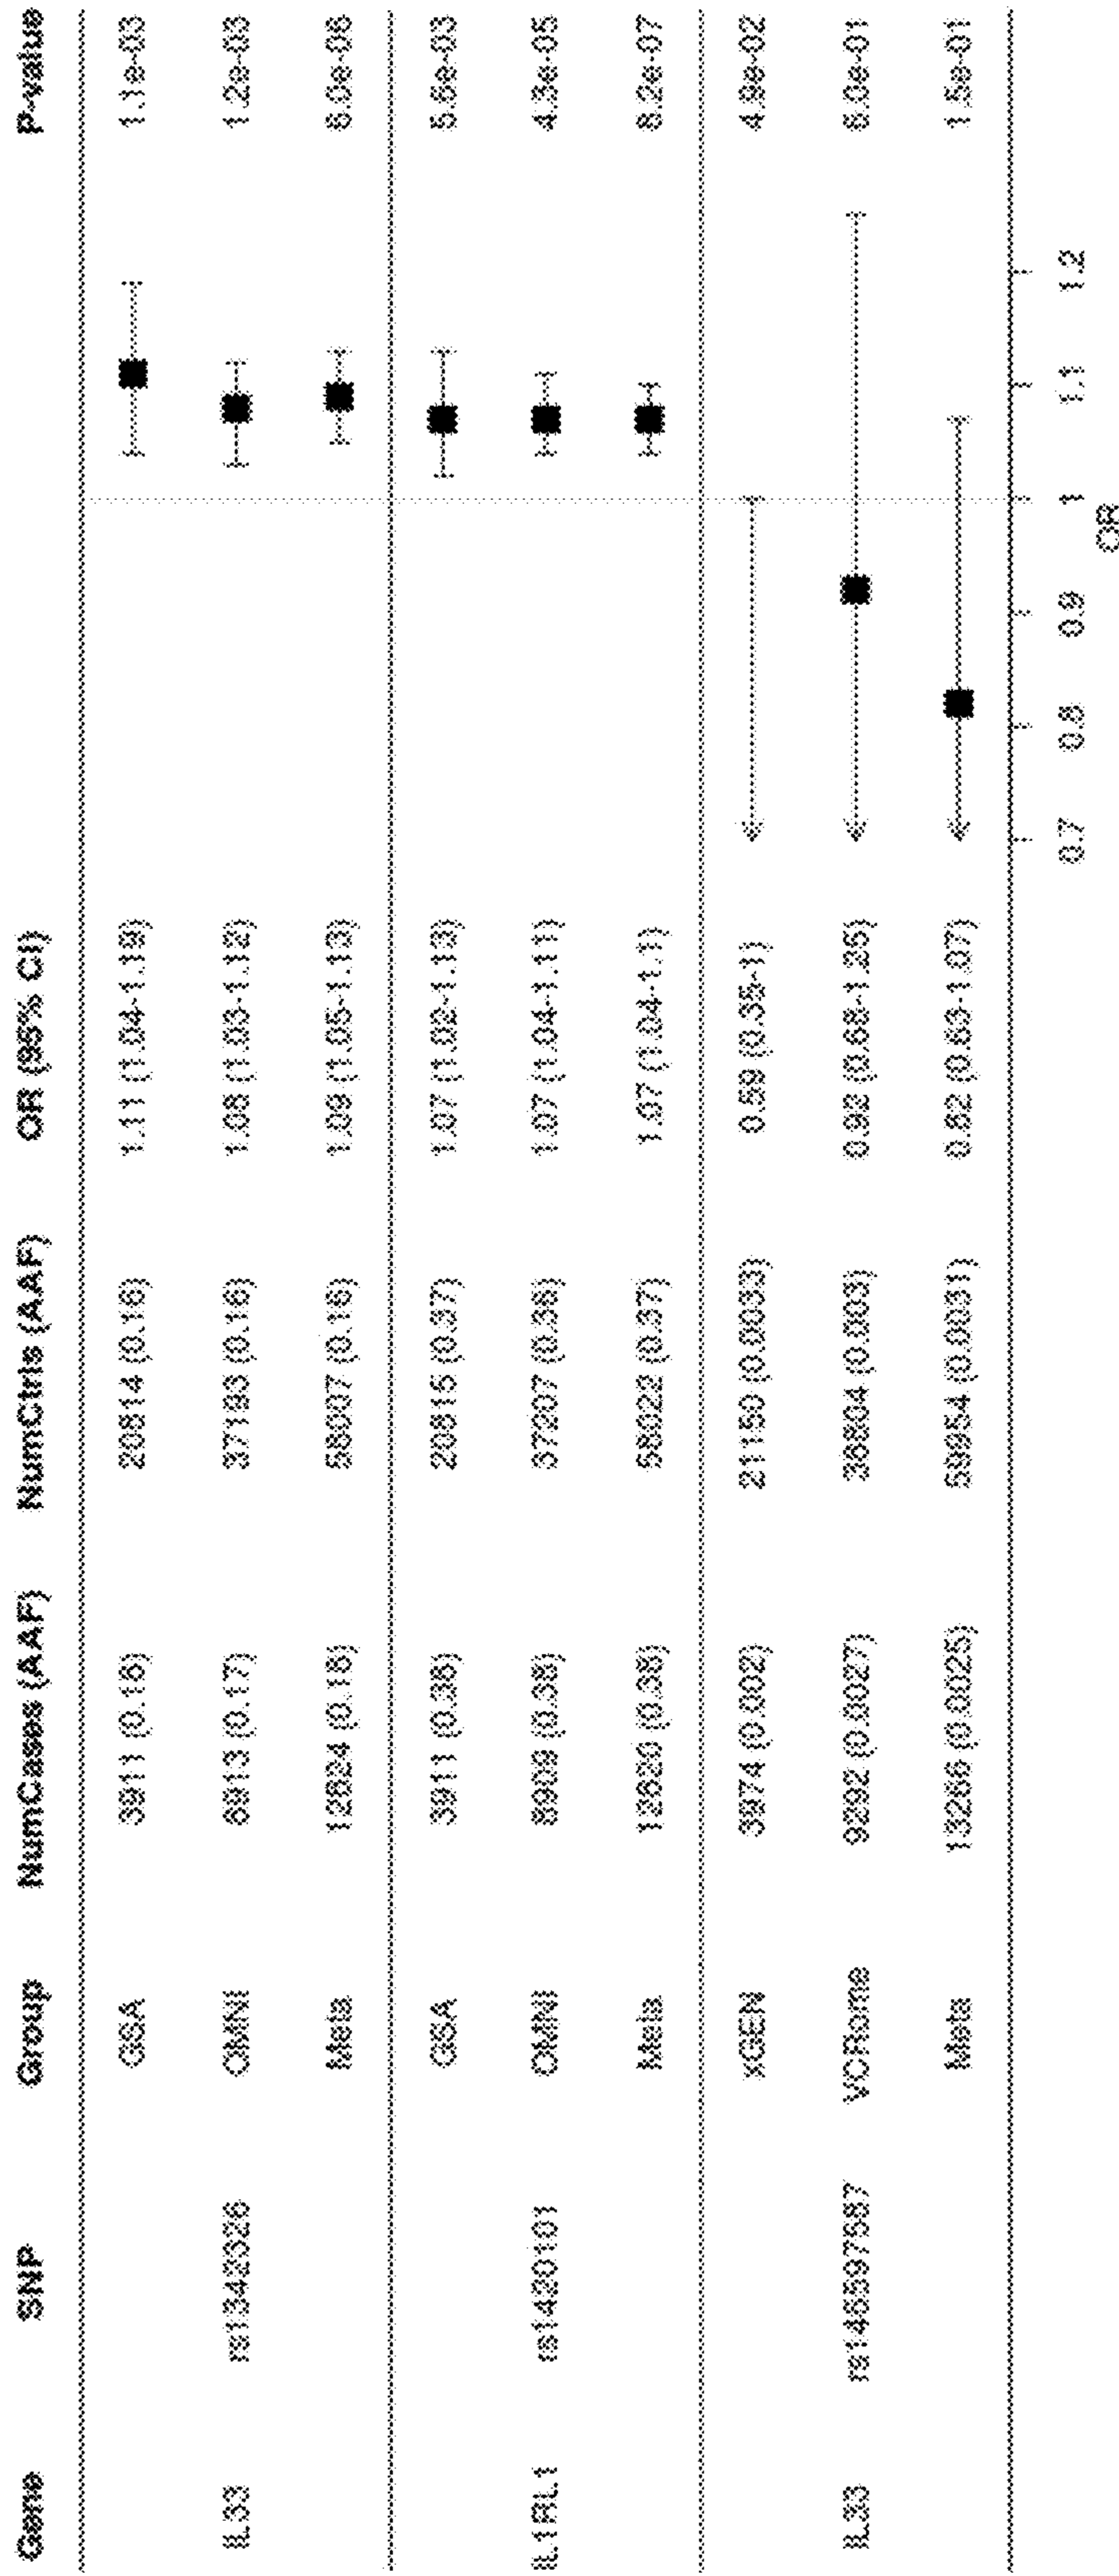 Gene SNP Group NumCases (AAF) NumCtrls (AAF) OR (95% CI) P-value
GSA 3911 (0.18) 20814 (0.16) 1.11 (1.04-1.19) 1.1e-03
IL33 rs1342326 OMNI 8913 (0.17) 37193 (0.16) 1.08 (1.03-1.12) 1.2e-03
Meta 12824 (0.18) 58007 (0.16) 1.09 (1.05-1.13)
GSA 3911 (0.38) 20815 (0.37) 1.07 (1.02-1.13)
IL1RL1 rs1420101 OMNI 8909 (0.38) 37207 (0.36) 1.07 (1.04-1.11) 4.3e-05
Meta 12820 (0.38) 58022 (0.37) 1.07 (1.04-1.1) 8.2e-07
xGEN 3974 (0.002) 21150 (0.0033) 0.59 (0.35-1) 4.9e-02
IL33 rs146597587 VCRome 9292 (0.0027) 38804 (0.003) 0.92 (0.68-1.25) 6.0e-01
Meta 13266 (0.0025) 59954 (0.0031) 0.82 (0.63-1.07) 1.5e-01
0.7 0.8 0.9 1 1.1 1.2
OR